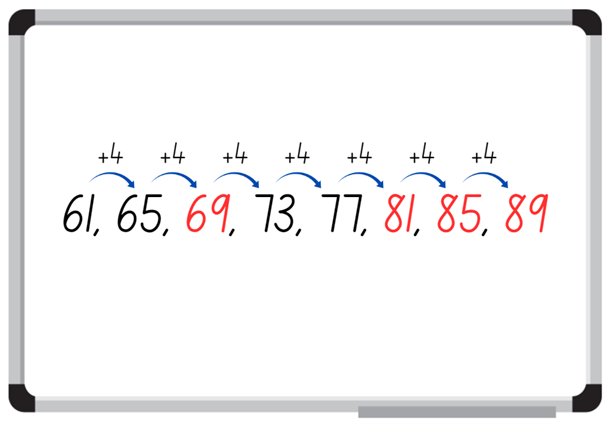 +4 +4 +4 +4 +4 +4 +4
61, 65, 69, 73, 77, 81, 85, 89